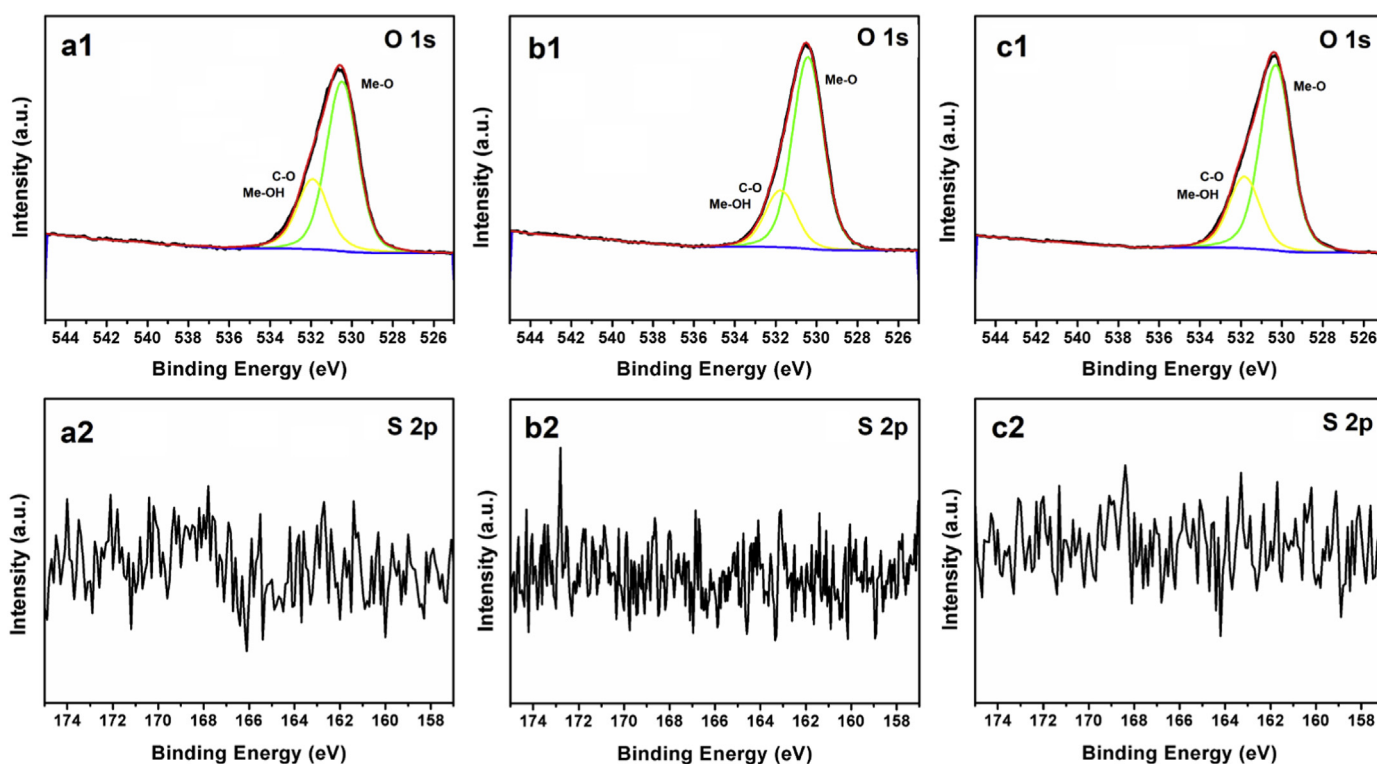 a1
O 1s
Me-O
C-O
Me-OH
Intensity (a.u.)
544 542 540 538 536 534 532 530 528 526
Binding Energy (eV)
b1
O 1s
Me-O
C-O
Me-OH
Intensity (a.u.)
544 542 540 538 536 534 532 530 528 526
Binding Energy (eV)
c1
O 1s
Me-O
C-O
Me-OH
Intensity (a.u.)
544 542 540 538 536 534 532 530 528 526
Binding Energy (eV)
a2
S 2p
Intensity (a.u.)
174 172 170 168 166 164 162 160 158
Binding Energy (eV)
b2
S 2p
Intensity (a.u.)
174 172 170 168 166 164 162 160 158
Binding Energy (eV)
c2
S 2p
Intensity (a.u.)
174 172 170 168 166 164 162 160 158
Binding Energy (eV)